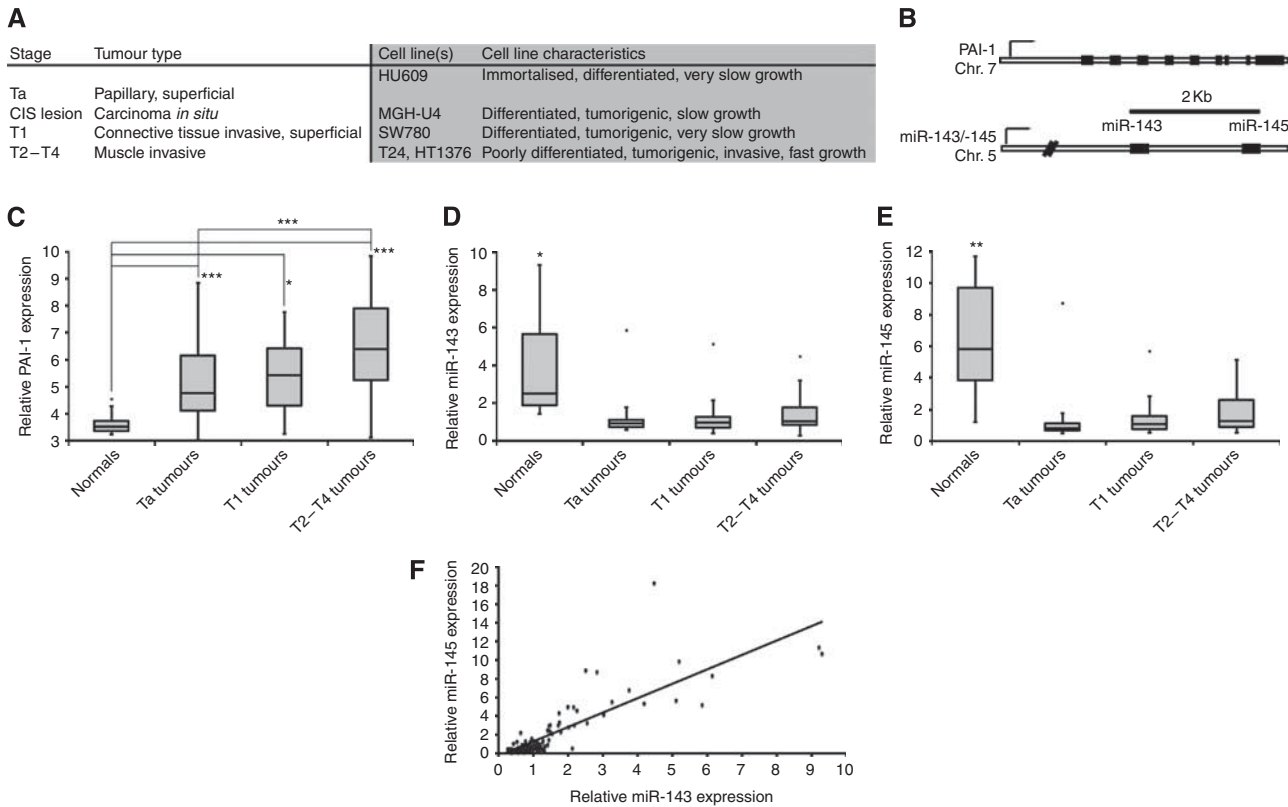 A
Stage Tumour type Cell line(s) Cell line characteristics
HU609 Immortalised, differentiated, very slow growth
Ta Papillary, superficial
CIS lesion Carcinoma in situ MGH-U4 Differentiated, tumorigenic, slow growth
T1 Connective tissue invasive, superficial SW780 Differentiated, tumorigenic, very slow growth
T2–T4 Muscle invasive T24, HT1376 Poorly differentiated, tumorigenic, invasive, fast growth
B
PAI-1
Chr. 7
2 Kb
miR-143 miR-145
miR-143/-145
Chr. 5
C
Relative PAI-1 expression
10
9
8
7
6
5
4
3
***
***
*
***
Normals
Ta tumours
T1 tumours
T2–T4 tumours
D
Relative miR-143 expression
10
8
6
4
2
0
*
Normals
Ta tumours
T1 tumours
T2–T4 tumours
E
Relative miR-145 expression
12
10
8
6
4
2
0
**
Normals
Ta tumours
T1 tumours
T2–T4 tumours
F
Relative miR-145 expression
20
18
16
14
12
10
8
6
4
2
0
0 1 2 3 4 5 6 7 8 9 10
Relative miR-143 expression